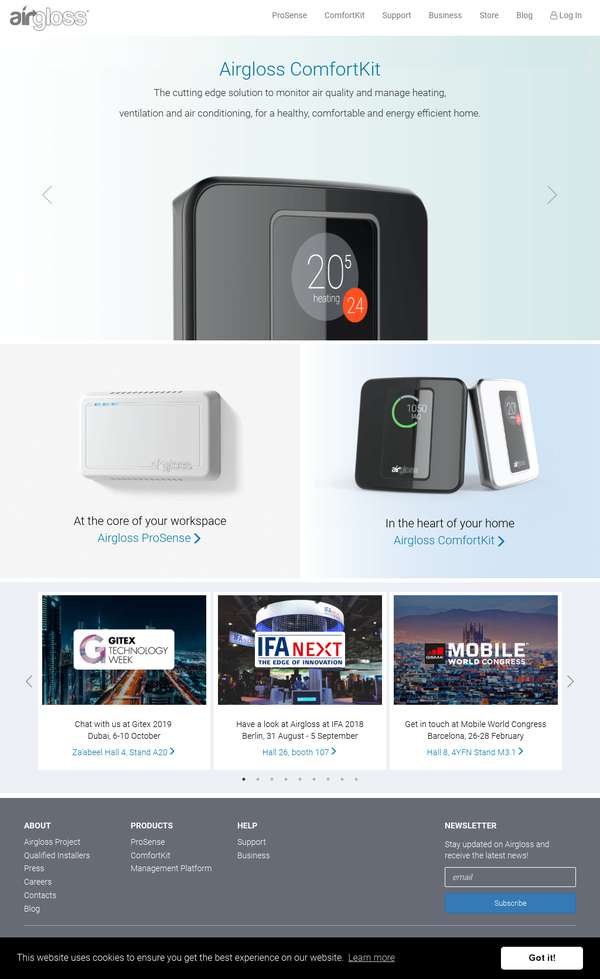 airgloss
ProSense ComfortKit Support Business Store Blog Log In
Airgloss ComfortKit
The cutting edge solution to monitor air quality and manage heating,
ventilation and air conditioning, for a healthy, comfortable and energy efficient home.
20⁵
heating
24
airgloss
At the core of your workspace
Airgloss ProSense
1050
IAQ
airgloss
20⁵
In the heart of your home
Airgloss ComfortKit
GITEX
TECHNOLOGY
WEEK
Chat with us at Gitex 2019
Dubai, 6-10 October
Za'abeel Hall 4, Stand A20
IFA NEXT
THE EDGE OF INNOVATION
Have a look at Airgloss at IFA 2018
Berlin, 31 August - 5 September
Hall 26, booth 107
GSMA
MOBILE
WORLD CONGRESS
Get in touch at Mobile World Congress
Barcelona, 26-28 February
Hall 8, 4YFN Stand M3.1
ABOUT
Airgloss Project
Qualified Installers
Press
Careers
Contacts
Blog
PRODUCTS
ProSense
ComfortKit
Management Platform
HELP
Support
Business
NEWSLETTER
Stay updated on Airgloss and
receive the latest news!
email
Subscribe
This website uses cookies to ensure you get the best experience on our website. Learn more
Got it!